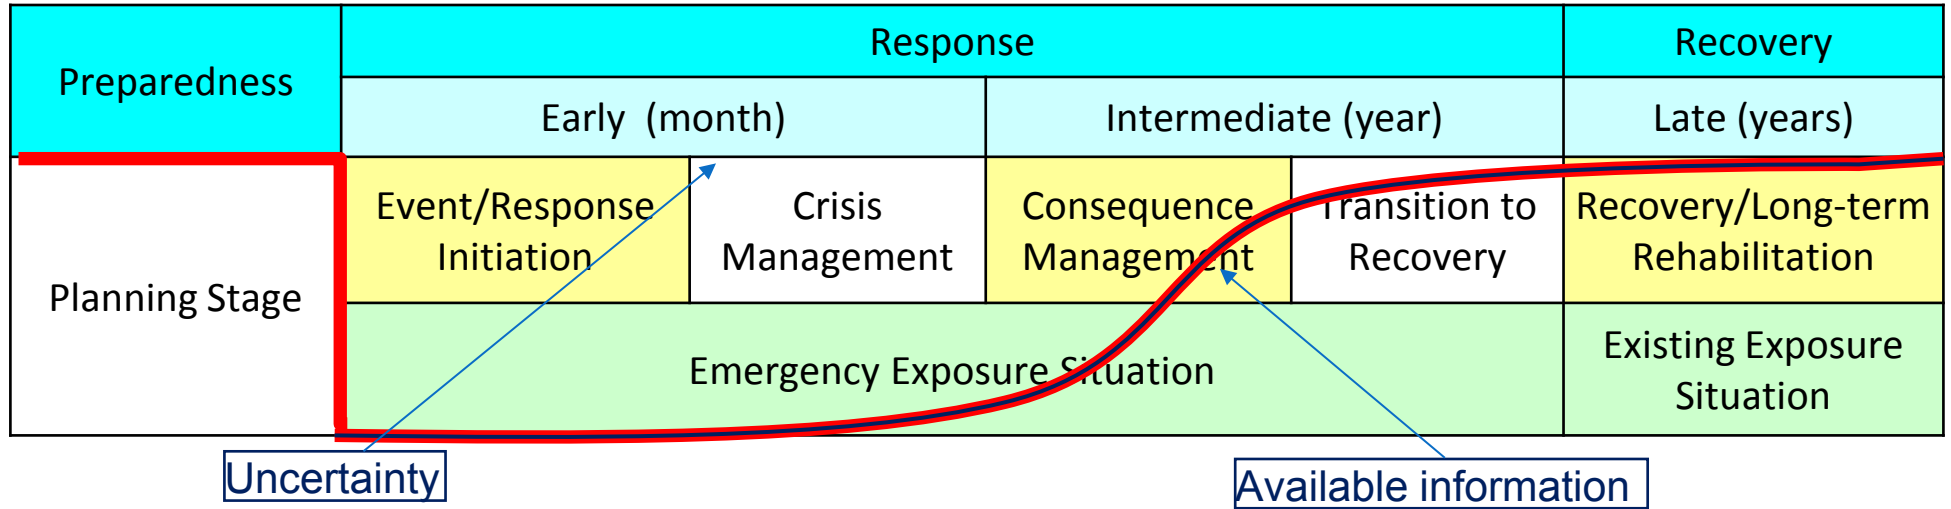 Preparedness
Response
Recovery
Early (month)
Intermediate (year)
Late (years)
Planning Stage
Event/Response
Initiation
Crisis
Management
Consequence
Management
Transition to
Recovery
Recovery/Long-term
Rehabilitation
Emergency Exposure Situation
Existing Exposure
Situation
Uncertainty
Available information